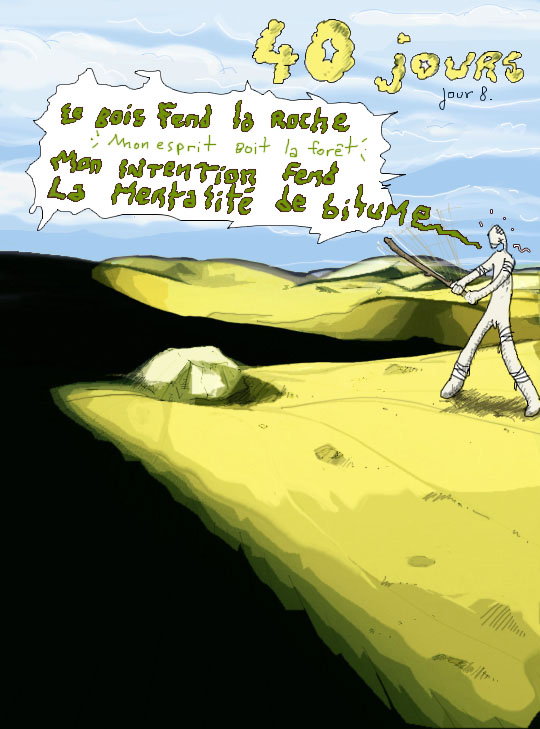 40 jours
jour 8.
Le Bois Fend la Roche
Mon esprit Boit la forêt
Mon INTENTION Fend
La Mentalité de biTUME